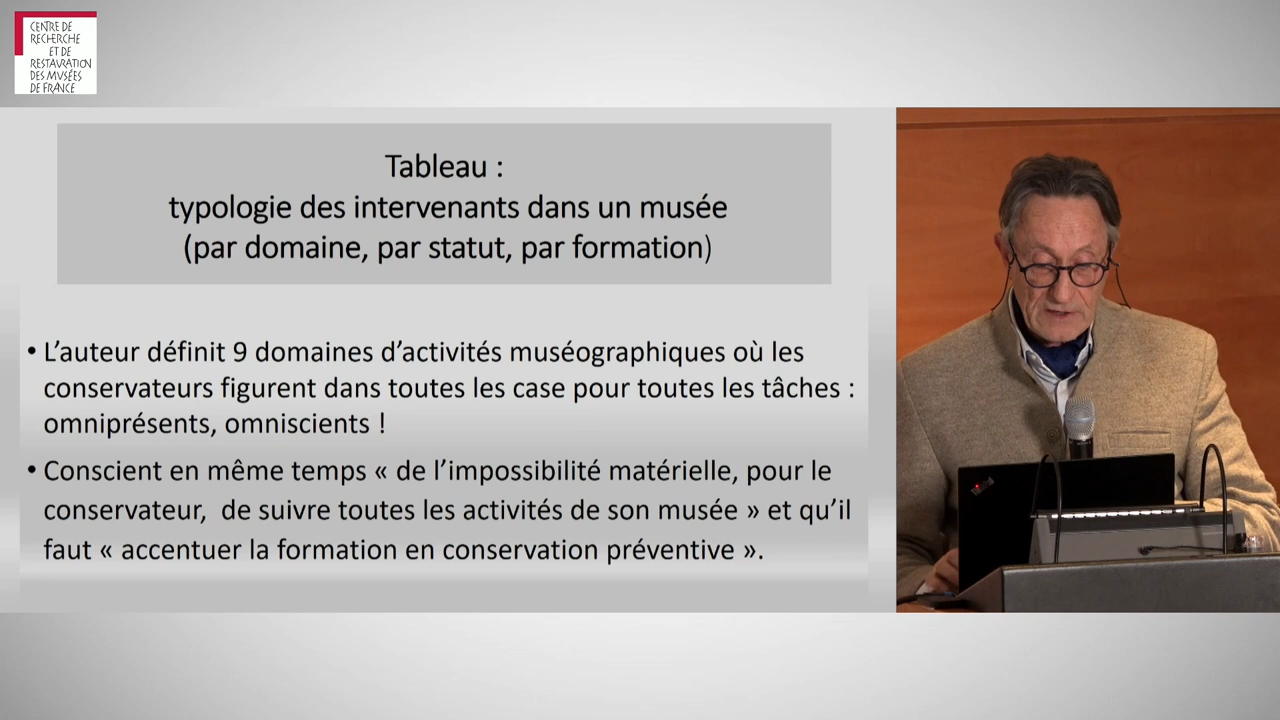 CENTRE DE
RECHERCHE
ET DE
RESTAURATION
DES MUSÉES
DE FRANCE
Tableau :
typologie des intervenants dans un musée
(par domaine, par statut, par formation)
• L’auteur définit 9 domaines d’activités muséographiques où les
conservateurs figurent dans toutes les case pour toutes les tâches :
omniprésents, omniscients !
• Conscient en même temps « de l’impossibilité matérielle, pour le
conservateur, de suivre toutes les activités de son musée » et qu’il
faut « accentuer la formation en conservation préventive ».